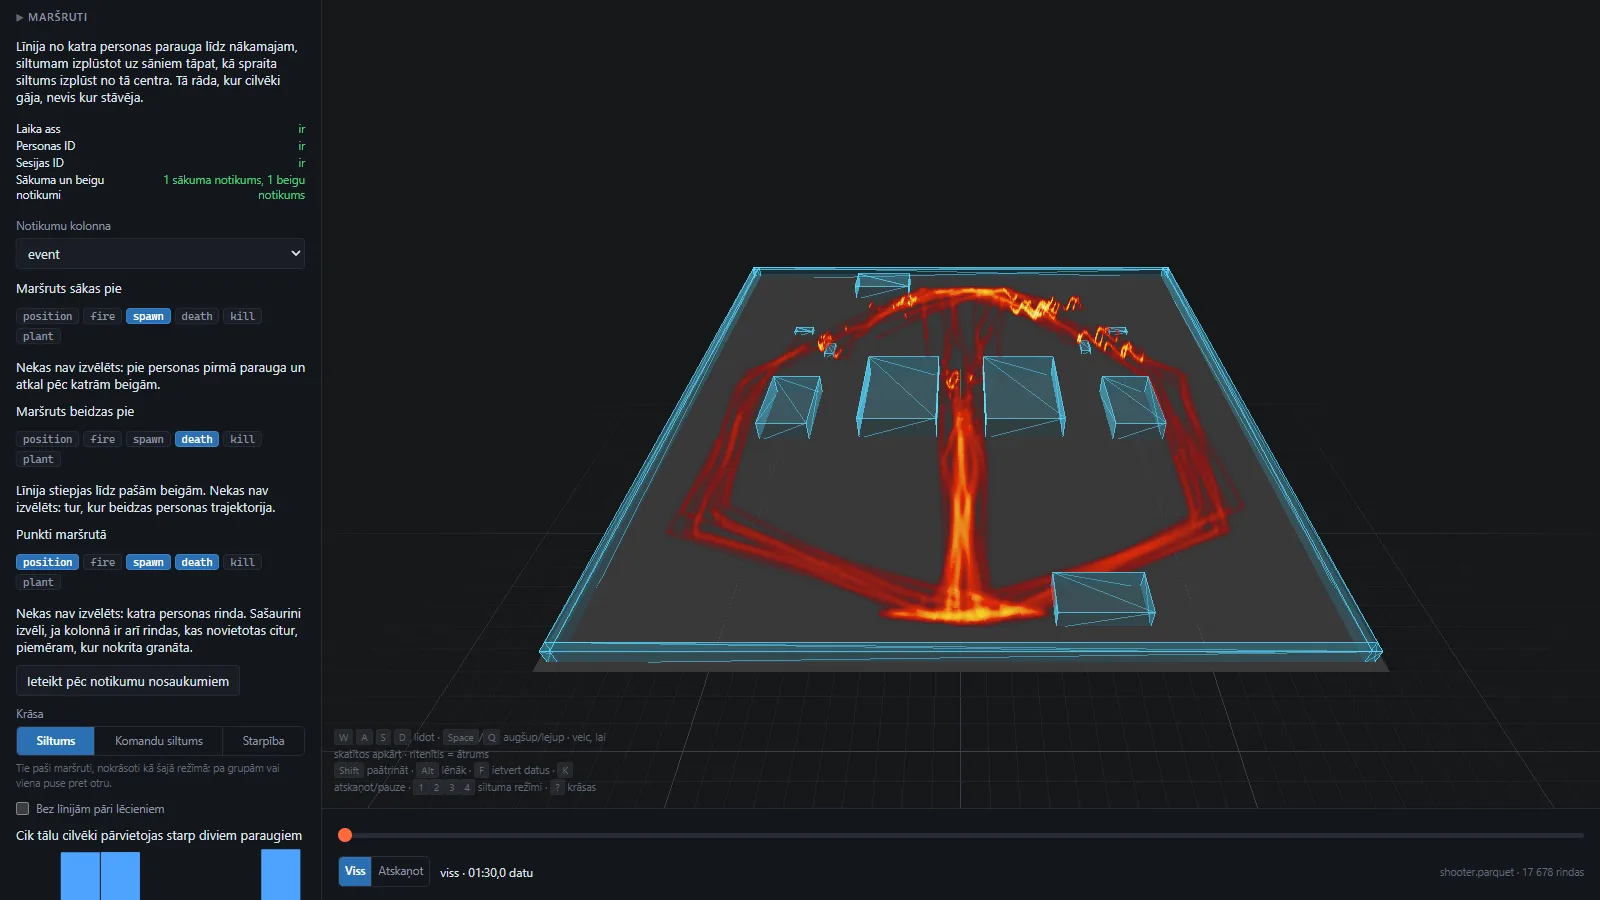 MARŠRUTI
Līnija no katra personas parauga līdz nākamajam,
siltumam izplūstot uz sāniem tāpat, kā spraita
siltums izplūst no tā centra. Tā rāda, kur cilvēki
gāja, nevis kur stāvēja.
Laika ass ir
Personas ID ir
Sesijas ID ir
Sākuma un beigu 1 sākuma notikums, 1 beigu
notikumi notikums
Notikumu kolonna
event
Maršruts sākas pie
position fire spawn death kill
plant
Nekas nav izvēlēts: pie personas pirmā parauga un
atkal pēc katrām beigām.
Maršruts beidzas pie
position fire spawn death kill
plant
Līnija stiepjas līdz pašām beigām. Nekas nav
izvēlēts: tur, kur beidzas personas trajektorija.
Punkti maršrutā
position fire spawn death kill
plant
Nekas nav izvēlēts: katra personas rinda. Sašaurini
izvēli, ja kolonnā ir arī rindas, kas novietotas citur,
piemēram, kur nokrita granāta.
Ieteikt pēc notikumu nosaukumiem
Krāsa
Siltums Komandu siltums Starpība
Tie paši maršruti, nokrāsoti kā šajā režīmā: pa grupām vai
viena puse pret otru.
Bez līnijām pāri lēcieniem
Cik tālu cilvēki pārvietojas starp diviem paraugiem
W A S D lidot · Space / Q augšup/lejup · velc, lai
skatītos apkārt · ritenītis = ātrums
Shift paātrināt · Alt lēnāk · F ietvert datus · K
atskaņot/pauze · 1 2 3 4 siltuma režīmi · ? krāsas
Viss Atskaņot viss · 01:30,0 datu
shooter.parquet · 17 678 rindas